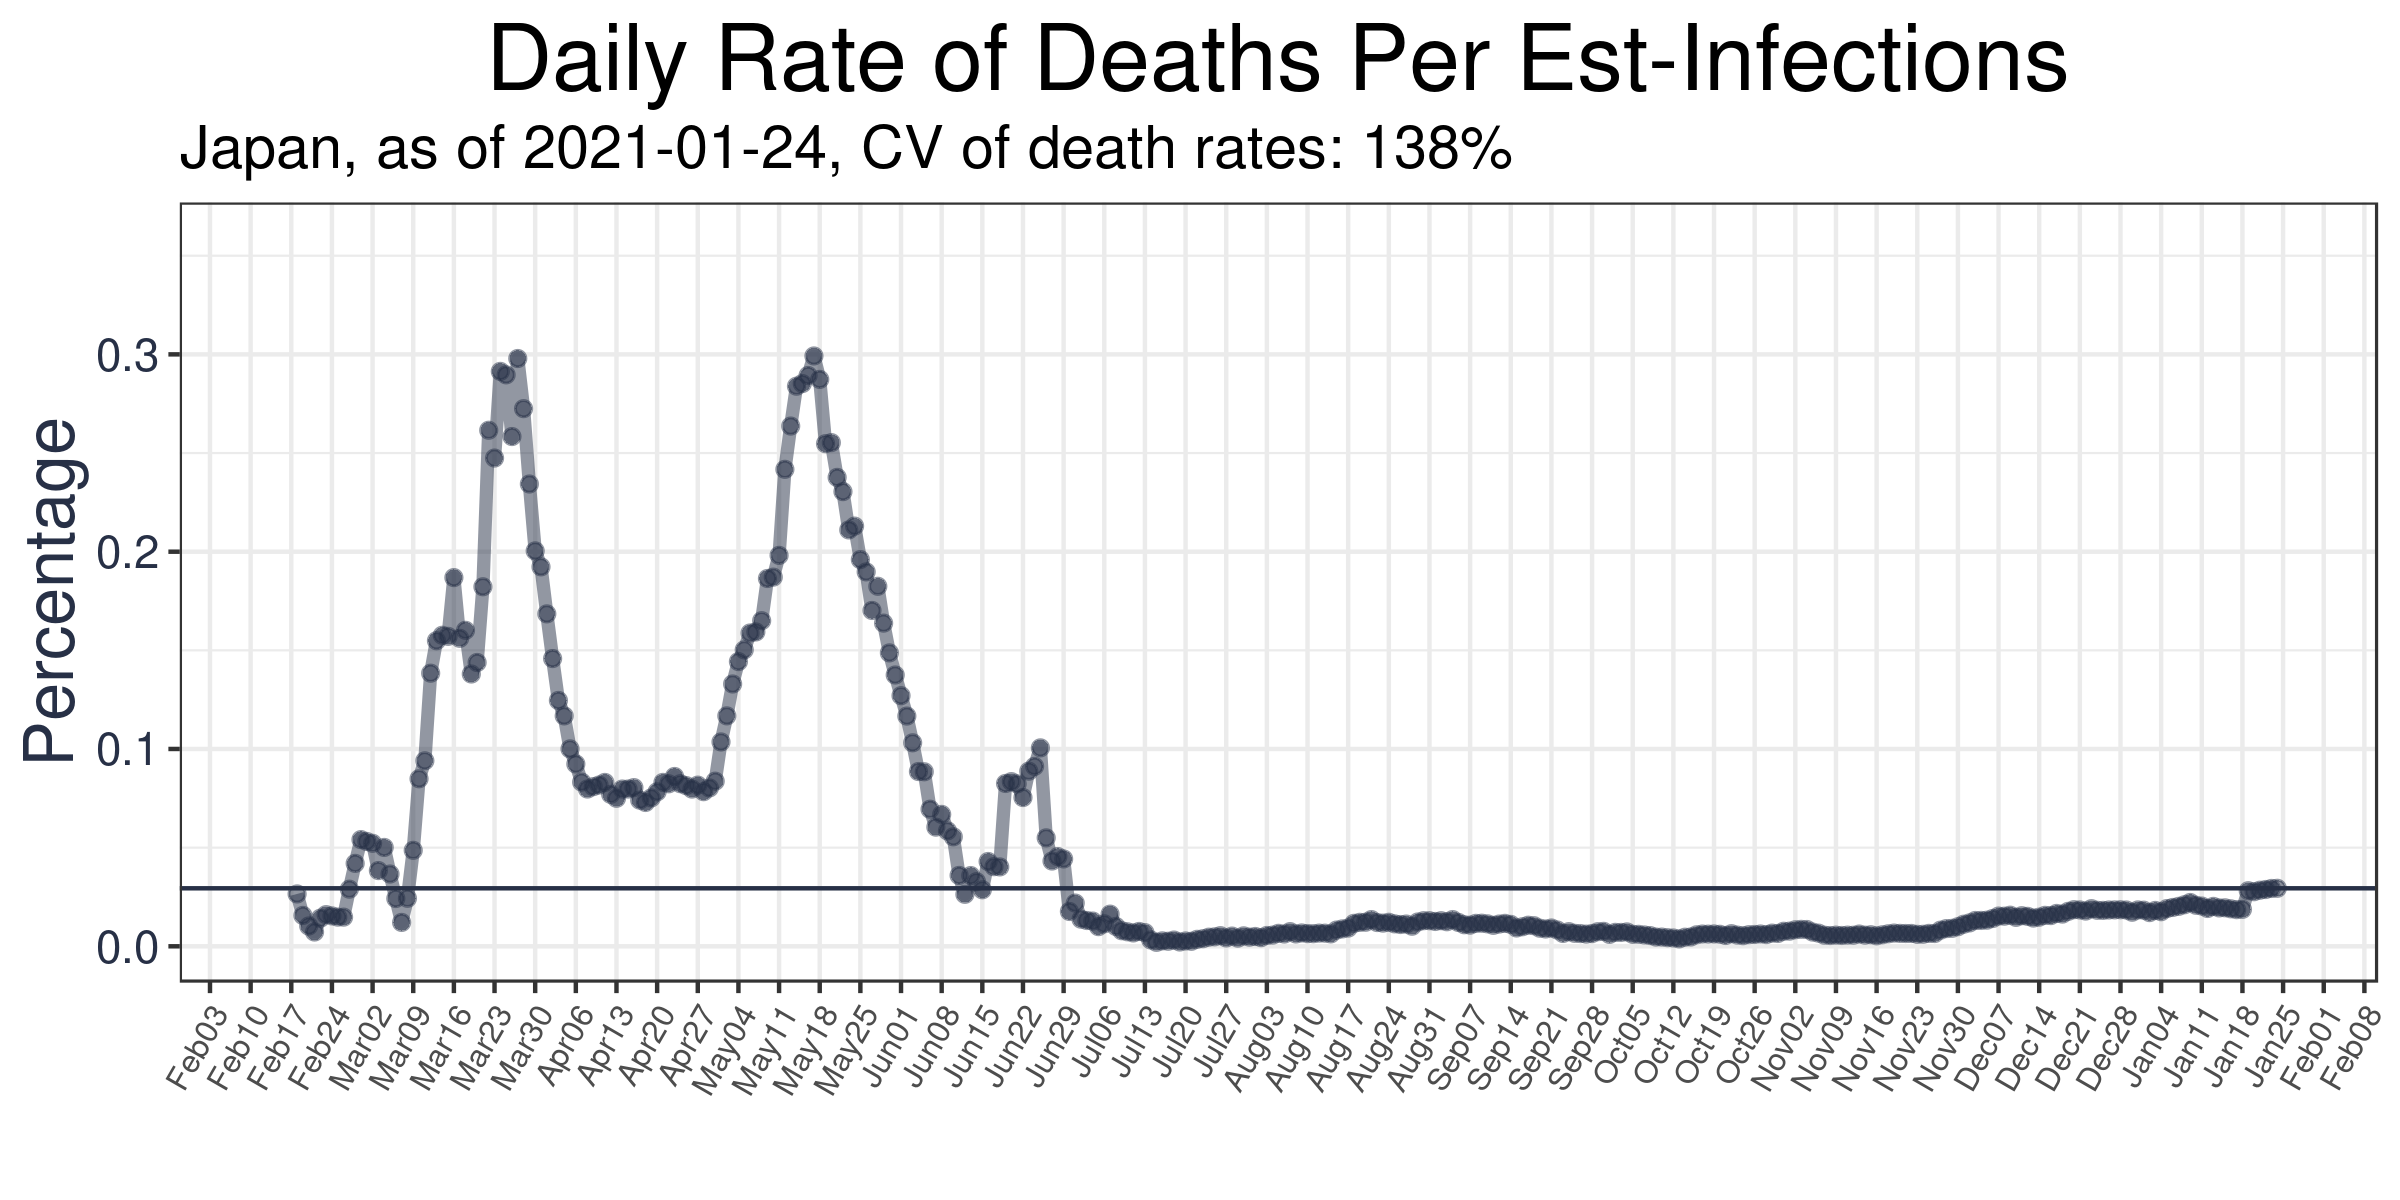 Daily Rate of Deaths Per Est-Infections
Japan, as of 2021-01-24, CV of death rates: 138%
Percentage
0.3
0.2
0.1
0.0
Feb03 Feb10 Feb17 Feb24 Mar02 Mar09 Mar16 Mar23 Mar30 Apr06 Apr13 Apr20 Apr27 May04 May11 May18 May25 Jun01 Jun08 Jun15 Jun22 Jun29 Jul06 Jul13 Jul20 Jul27 Aug03 Aug10 Aug17 Aug24 Aug31 Sep07 Sep14 Sep21 Sep28 Oct05 Oct12 Oct19 Oct26 Nov02 Nov09 Nov16 Nov23 Nov30 Dec07 Dec14 Dec21 Dec28 Jan04 Jan11 Jan18 Jan25 Feb01 Feb08